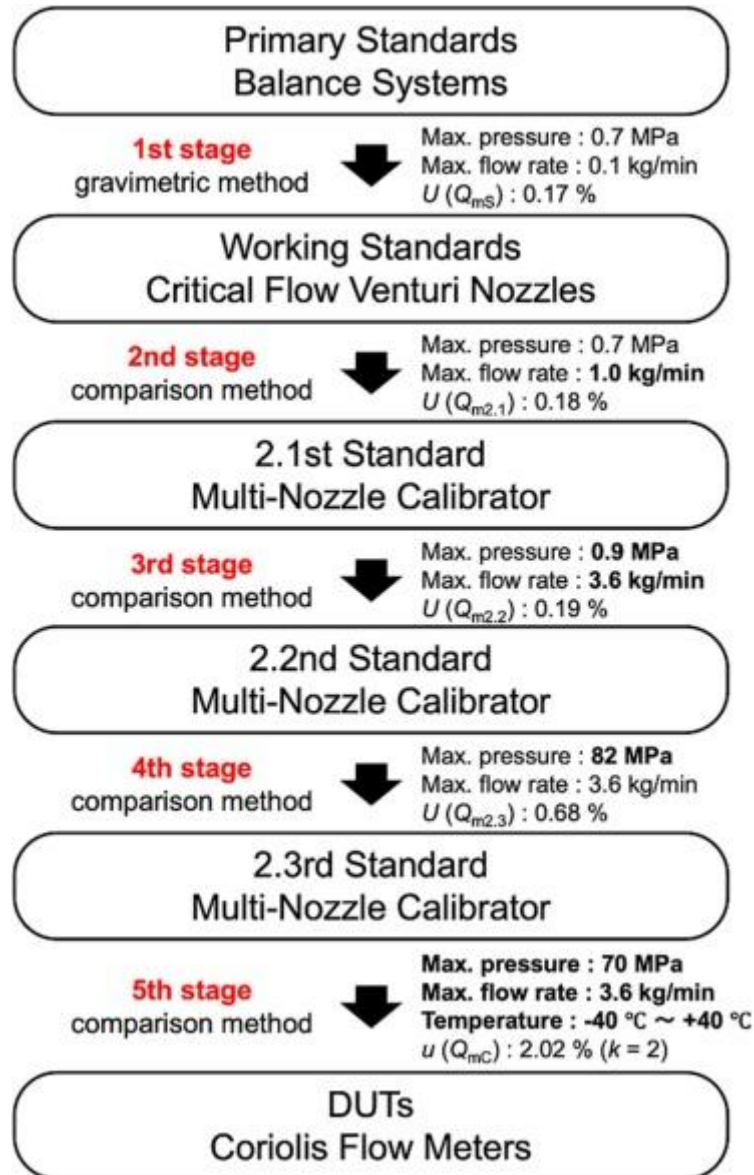 Primary Standards
Balance Systems
1st stage
gravimetric method
Max. pressure : 0.7 MPa
Max. flow rate : 0.1 kg/min
U (QmS) : 0.17 %
Working Standards
Critical Flow Venturi Nozzles
2nd stage
comparison method
Max. pressure : 0.7 MPa
Max. flow rate : 1.0 kg/min
U (Qm2.1) : 0.18 %
2.1st Standard
Multi-Nozzle Calibrator
3rd stage
comparison method
Max. pressure : 0.9 MPa
Max. flow rate : 3.6 kg/min
U (Qm2.2) : 0.19 %
2.2nd Standard
Multi-Nozzle Calibrator
4th stage
comparison method
Max. pressure : 82 MPa
Max. flow rate : 3.6 kg/min
U (Qm2.3) : 0.68 %
2.3rd Standard
Multi-Nozzle Calibrator
5th stage
comparison method
Max. pressure : 70 MPa
Max. flow rate : 3.6 kg/min
Temperature : -40 ℃ ～ +40 ℃
u (QmC) : 2.02 % (k = 2)
DUTs
Coriolis Flow Meters